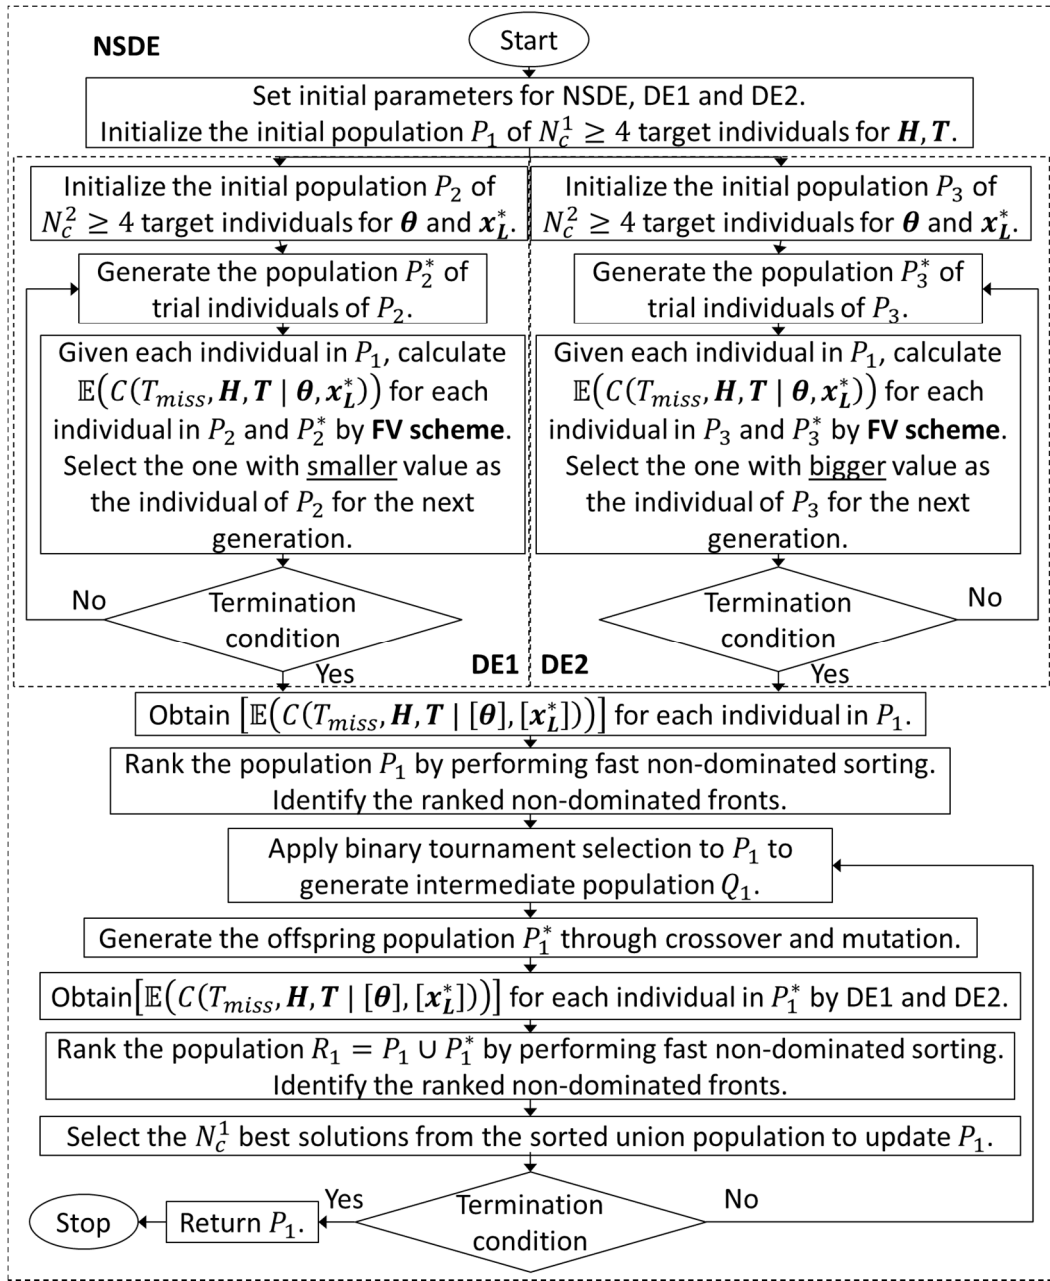 NSDE
Start
Set initial parameters for NSDE, DE1 and DE2.
Initialize the initial population P₁ of N_c^1 ≥ 4 target individuals for H, T.
Initialize the initial population P₂ of
N_c^2 ≥ 4 target individuals for θ and x_L^*.
Generate the population P₂^* of
trial individuals of P₂.
Given each individual in P₁, calculate
𝔼(C(T_miss, H, T | θ, x_L^*)) for each
individual in P₂ and P₂^* by FV scheme.
Select the one with smaller value as
the individual of P₂ for the next
generation.
No
Termination
condition
Yes
DE1
Initialize the initial population P₃ of
N_c^2 ≥ 4 target individuals for θ and x_L^*.
Generate the population P₃^* of
trial individuals of P₃.
Given each individual in P₁, calculate
𝔼(C(T_miss, H, T | θ, x_L^*)) for each
individual in P₃ and P₃^* by FV scheme.
Select the one with bigger value as
the individual of P₃ for the next
generation.
Termination
condition
No
DE2
Yes
Obtain [𝔼(C(T_miss, H, T | [θ], [x_L^*]))] for each individual in P₁.
Rank the population P₁ by performing fast non-dominated sorting.
Identify the ranked non-dominated fronts.
Apply binary tournament selection to P₁ to
generate intermediate population Q₁.
Generate the offspring population P₁^* through crossover and mutation.
Obtain[𝔼(C(T_miss, H, T | [θ], [x_L^*]))] for each individual in P₁^* by DE1 and DE2.
Rank the population R₁ = P₁ ∪ P₁^* by performing fast non-dominated sorting.
Identify the ranked non-dominated fronts.
Select the N_c^1 best solutions from the sorted union population to update P₁.
Stop
Return P₁.
Yes
Termination
condition
No